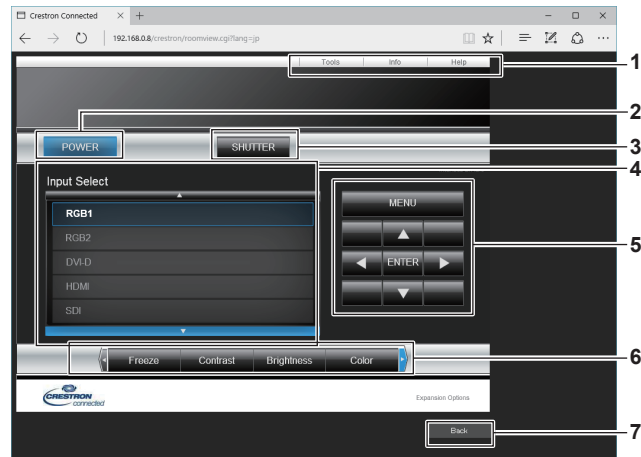 Crestron Connected
192.168.0.8/crestron/roomview.cgi?lang=jp
Tools Info Help 1
2
POWER SHUTTER 3
4
Input Select
RGB1
MENU
RGB2
5
DVI-D
ENTER
HDMI
SDI
Freeze Contrast Brightness Color 6
CRESTRON
connected
Expansion Options
Back 7